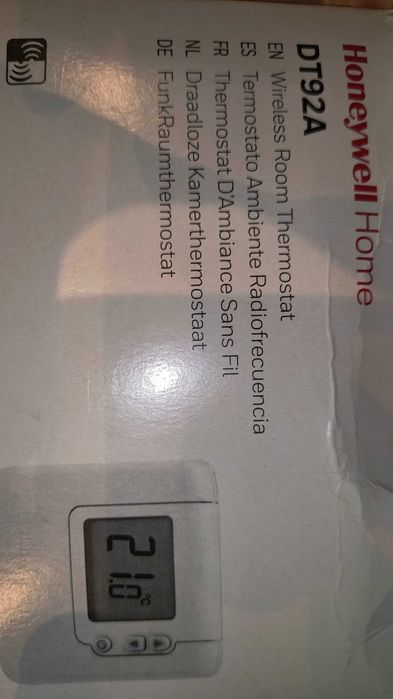 Honeywell Home
DT92A
EN Wireless Room Thermostat
ES Termostato Ambiente Radiofrecuencia
FR Thermostat D'Ambiance Sans Fil
NL Draadloze Kamerthermostaat
DE FunkRaumthermostat
21.0 °C